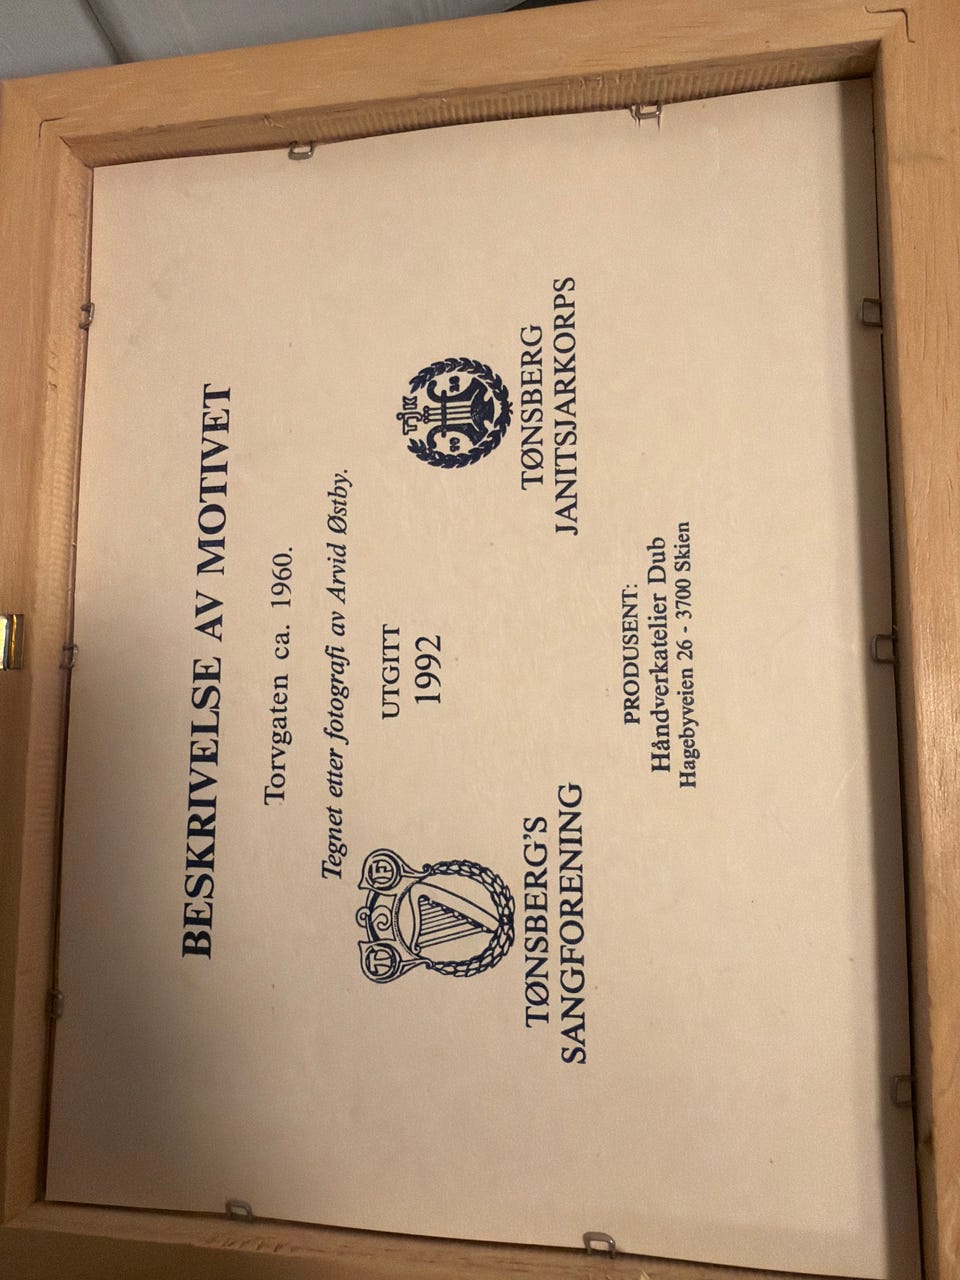 BESKRIVELSE AV MOTIVET
Torvgaten ca. 1960.
Tegnet etter fotografi av Arvid Østby.
UTGITT
1992
TØNSBERG'S
SANGFORENING
TJK
TØNSBERG
JANITSJARKORPS
PRODUSENT:
Håndverkatelier Dub
Hagebyveien 26 - 3700 Skien